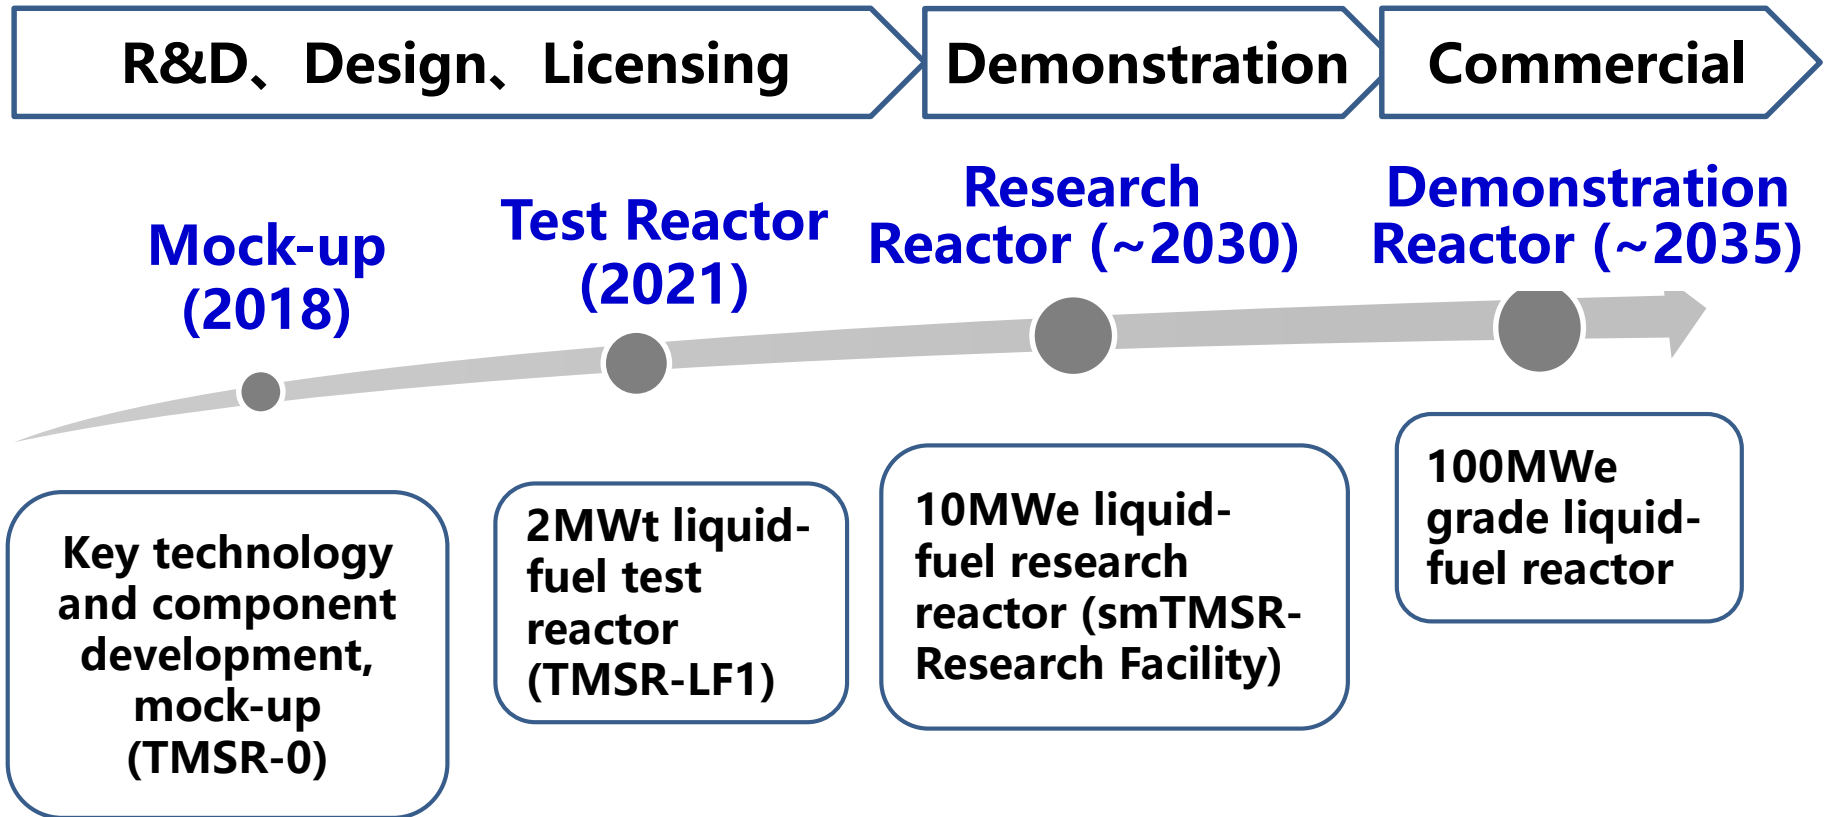 R&D、Design、Licensing
Demonstration
Commercial
Mock-up
(2018)
Test Reactor
(2021)
Research
Reactor (~2030)
Demonstration
Reactor (~2035)
Key technology
and component
development,
mock-up
(TMSR-0)
2MWt liquid-
fuel test
reactor
(TMSR-LF1)
10MWe liquid-
fuel research
reactor (smTMSR-
Research Facility)
100MWe
grade liquid-
fuel reactor